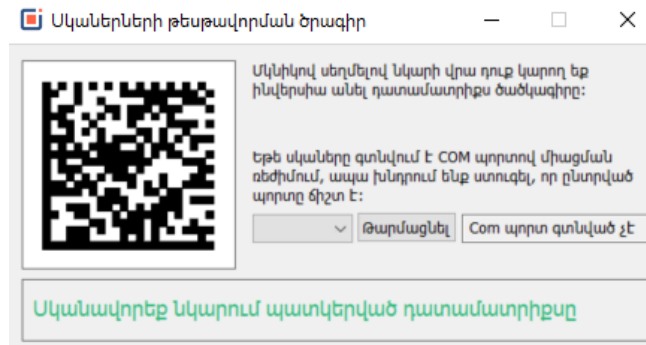 Սկաներների թեսթավորման ծրագիր
Մկնիկով սեղմելով նկարի վրա դուք կարող եք
ինվերսիա անել դատամատրիքս ծածկագիրը:
Եթե սկաները գտնվում է COM պորտով միացման
ռեժիմում, ապա խնդրում ենք ստուգել, որ ընտրված
պորտը ճիշտ է:
Թարմացնել
Com պորտ գտնված չէ
Սկանավորեք նկարում պատկերված դատամատրիքսը